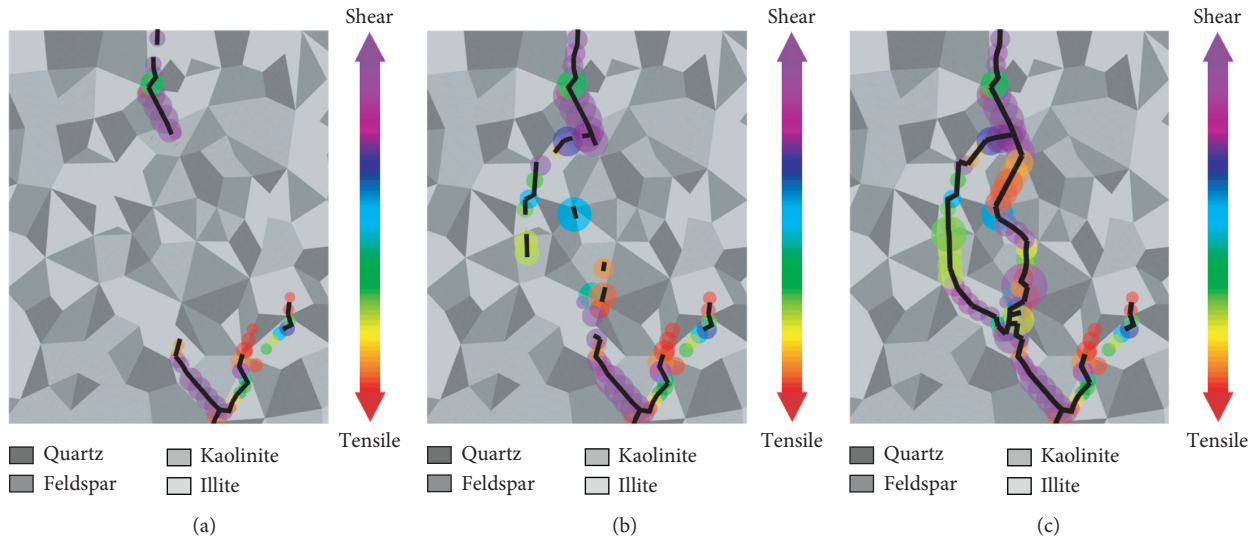 Shear
Shear
Shear
Tensile
Tensile
Tensile
Quartz
Kaolinite
Feldspar
Illite
Quartz
Kaolinite
Feldspar
Illite
Quartz
Kaolinite
Feldspar
Illite
(a)
(b)
(c)